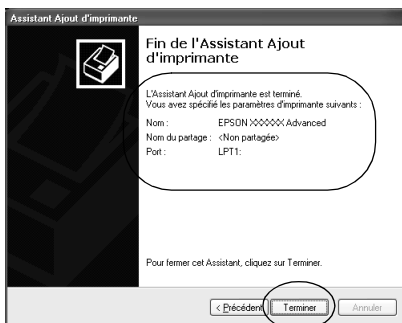 Assistant Ajout d'imprimante
Fin de l'Assistant Ajout
d'imprimante
L'Assistant Ajout d'imprimante est terminé.
Vous avez spécifié les paramètres d'imprimante suivants :
Nom : EPSON XXXXXX Advanced
Nom du partage : <Non partagée>
Port : LPT1:
Pour fermer cet Assistant, cliquez sur Terminer.
< Précédent Terminer Annuler